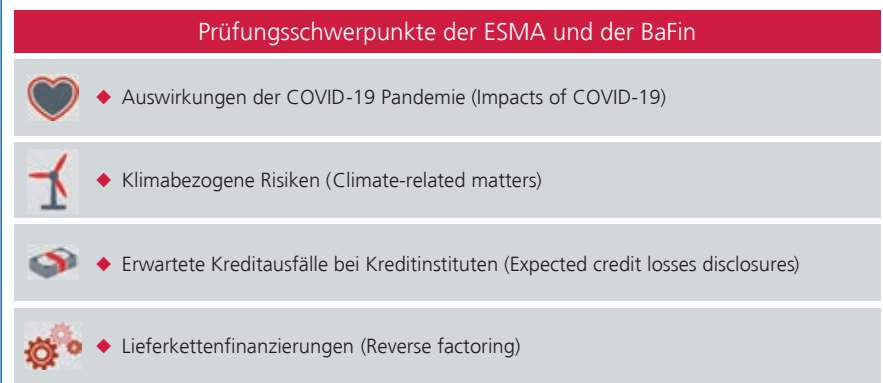 Prüfungsschwerpunkte der ESMA und der BaFin
Auswirkungen der COVID-19 Pandemie (Impacts of COVID-19)
Klimabezogene Risiken (Climate-related matters)
Erwartete Kreditausfälle bei Kreditinstituten (Expected credit losses disclosures)
Lieferkettenfinanzierungen (Reverse factoring)